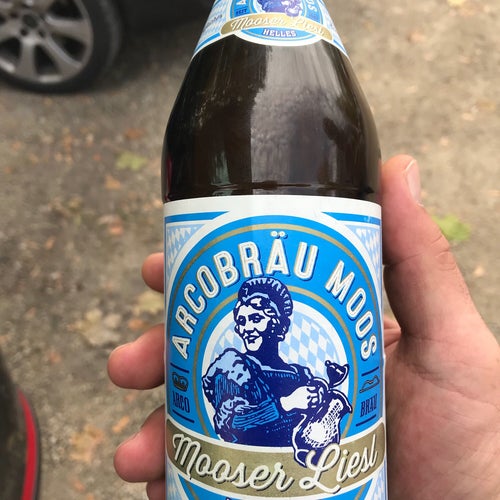 Mooser Liesl
HELLES
ARCOBRÄU MOOS
ARCO BRÄU
Mooser Liesl